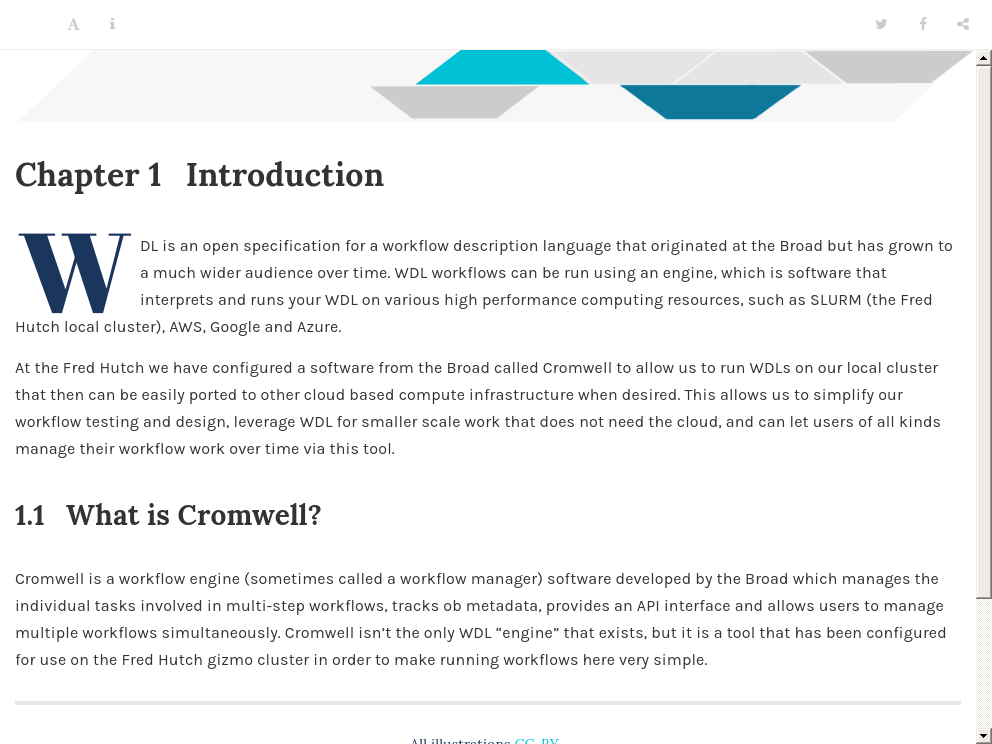 Chapter 1 Introduction
WDL is an open specification for a workflow description language that originated at the Broad but has grown to
a much wider audience over time. WDL workflows can be run using an engine, which is software that
interprets and runs your WDL on various high performance computing resources, such as SLURM (the Fred
Hutch local cluster), AWS, Google and Azure.
At the Fred Hutch we have configured a software from the Broad called Cromwell to allow us to run WDLs on our local cluster
that then can be easily ported to other cloud based compute infrastructure when desired. This allows us to simplify our
workflow testing and design, leverage WDL for smaller scale work that does not need the cloud, and can let users of all kinds
manage their workflow work over time via this tool.
1.1 What is Cromwell?
Cromwell is a workflow engine (sometimes called a workflow manager) software developed by the Broad which manages the
individual tasks involved in multi-step workflows, tracks ob metadata, provides an API interface and allows users to manage
multiple workflows simultaneously. Cromwell isn’t the only WDL “engine” that exists, but it is a tool that has been configured
for use on the Fred Hutch gizmo cluster in order to make running workflows here very simple.
All illustrations CC-BY